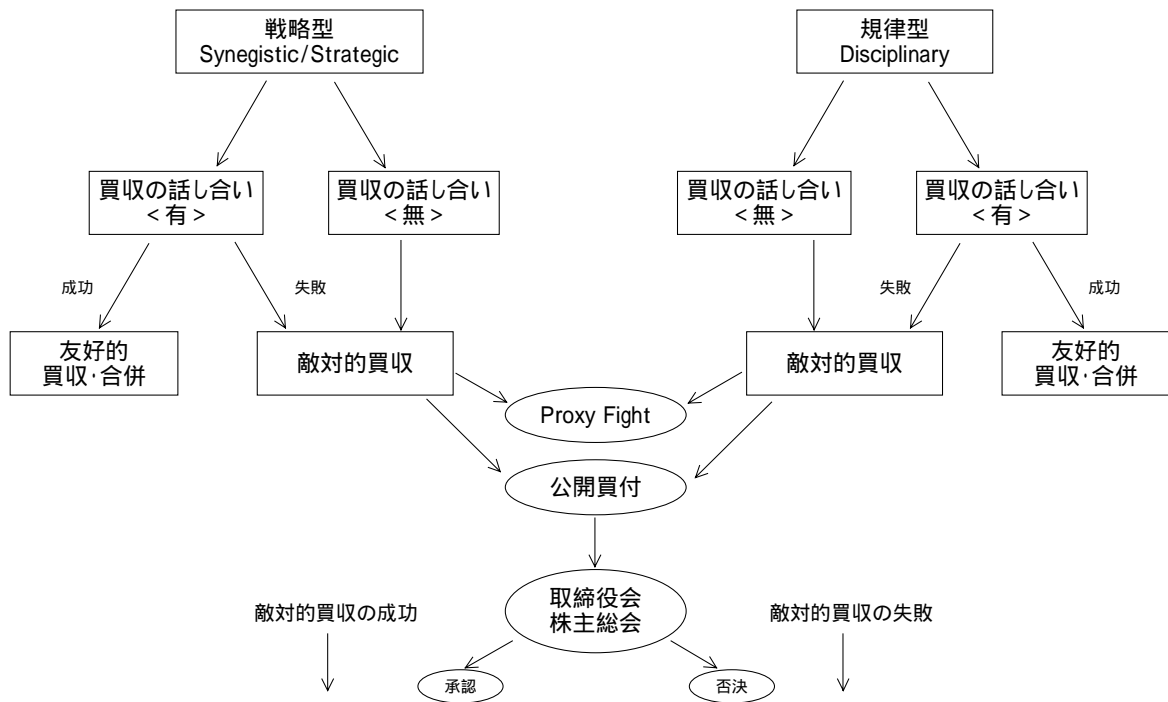 戦略型
Synegistic/Strategic
規律型
Disciplinary
買収の話し合い
<有>
買収の話し合い
<無>
買収の話し合い
<無>
買収の話し合い
<有>
成功
失敗
失敗
成功
友好的
買収・合併
敵対的買収
敵対的買収
友好的
買収・合併
Proxy Fight
公開買付
取締役会
株主総会
敵対的買収の成功
敵対的買収の失敗
承認
否決